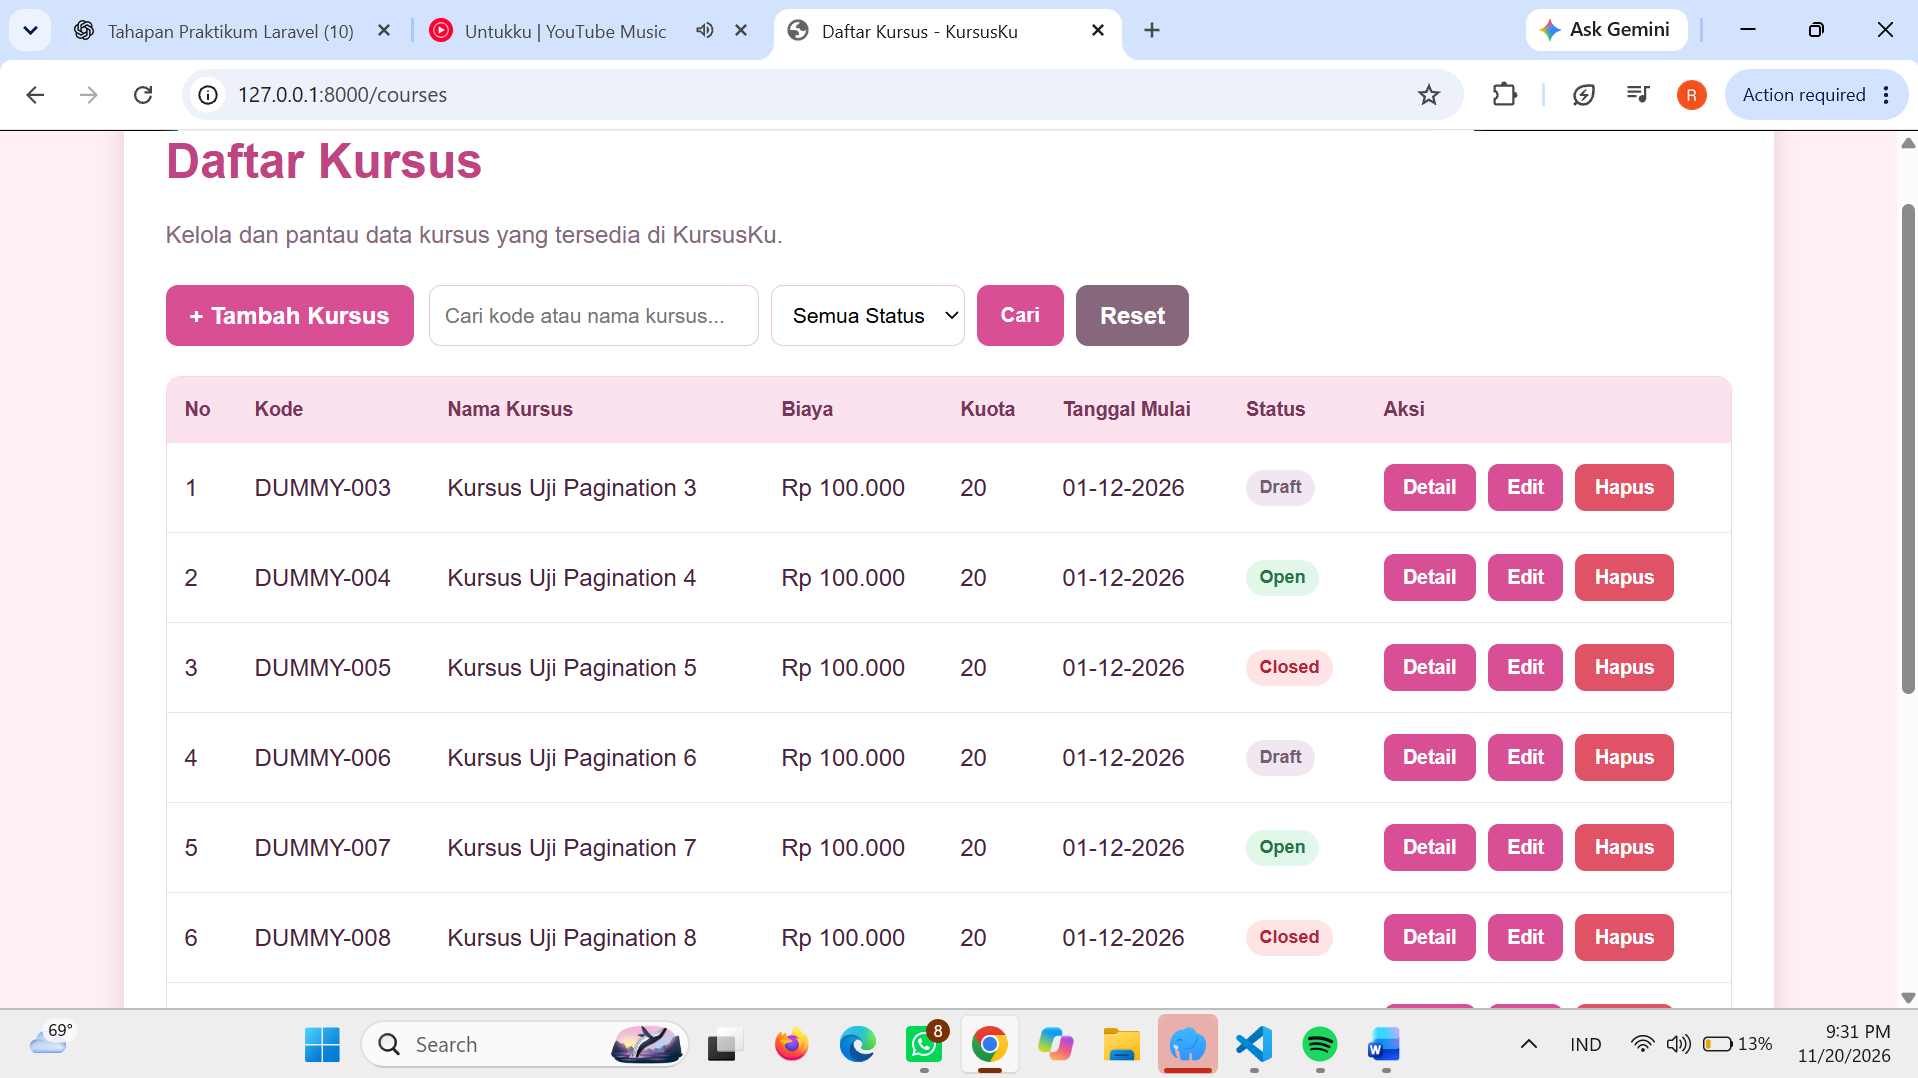 Tahapan Praktikum Laravel (10)
Untukku | YouTube Music
Daftar Kursus - KursusKu
Ask Gemini
127.0.0.1:8000/courses
R
Action required
Daftar Kursus
Kelola dan pantau data kursus yang tersedia di KursusKu.
+ Tambah Kursus
Cari kode atau nama kursus...
Semua Status
Cari
Reset
No Kode Nama Kursus Biaya Kuota Tanggal Mulai Status Aksi
1 DUMMY-003 Kursus Uji Pagination 3 Rp 100.000 20 01-12-2026 Draft Detail Edit Hapus
2 DUMMY-004 Kursus Uji Pagination 4 Rp 100.000 20 01-12-2026 Open Detail Edit Hapus
3 DUMMY-005 Kursus Uji Pagination 5 Rp 100.000 20 01-12-2026 Closed Detail Edit Hapus
4 DUMMY-006 Kursus Uji Pagination 6 Rp 100.000 20 01-12-2026 Draft Detail Edit Hapus
5 DUMMY-007 Kursus Uji Pagination 7 Rp 100.000 20 01-12-2026 Open Detail Edit Hapus
6 DUMMY-008 Kursus Uji Pagination 8 Rp 100.000 20 01-12-2026 Closed Detail Edit Hapus
69°
Search
8
IND
13%
9:31 PM
11/20/2026